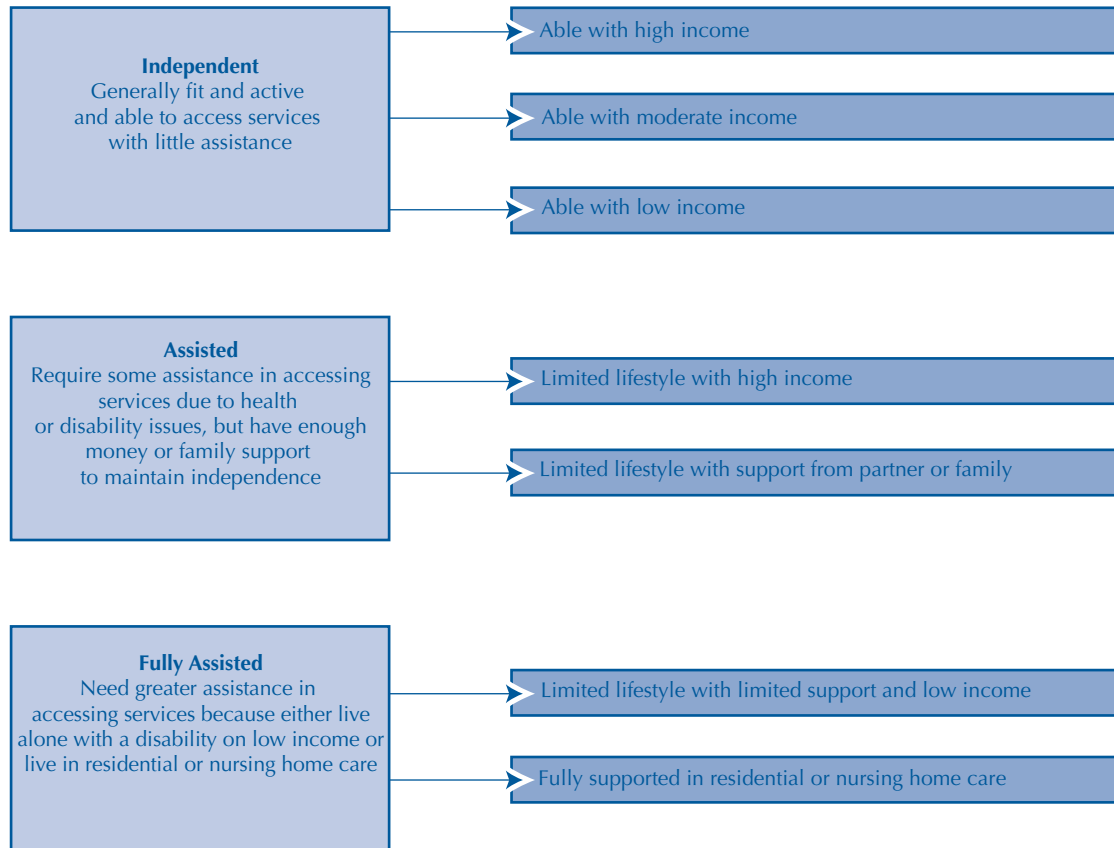 Independent
Generally fit and active
and able to access services
with little assistance
Able with high income
Able with moderate income
Able with low income
Assisted
Require some assistance in accessing
services due to health
or disability issues, but have enough
money or family support
to maintain independence
Limited lifestyle with high income
Limited lifestyle with support from partner or family
Fully Assisted
Need greater assistance in
accessing services because either live
alone with a disability on low income or
live in residential or nursing home care
Limited lifestyle with limited support and low income
Fully supported in residential or nursing home care